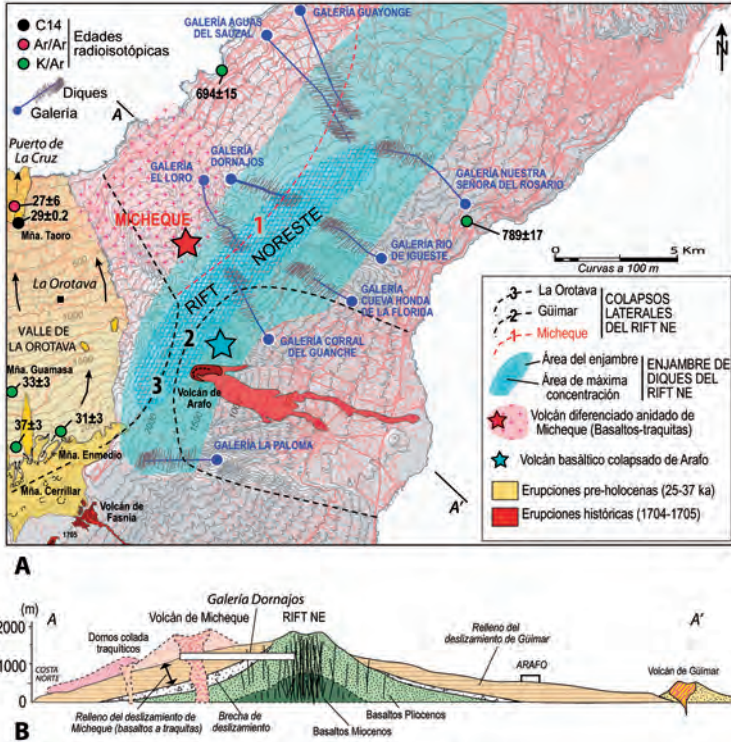 C14
Ar/Ar
K/Ar
Edades
radioisotópicas
Diques
Galería
A
GALERÍA AGUAS
DEL SAUZAL
GALERÍA GUAYONGE
N
694±15
Puerto de
La Cruz
GALERÍA
DORNAJOS
GALERÍA
EL LORO
GALERÍA NUESTRA
SEÑORA DEL ROSARIO
27±6
29±0.2
Mña. Taoro
MICHEQUE
1
NORESTE
RIFT
789±17
GALERÍA RIO
DE IGUESTE
0
5 Km
Curvas a 100 m
La Orotava
GALERÍA
CUEVA HONDA
DE LA FLORIDA
VALLE DE
LA OROTAVA
1000
1500
2
GALERÍA CORRAL
DEL GUANCHE
3
Mña. Guamasa
33±3
Volcán de
Arafo
1500
1000
37±3
31±3
Mña. Enmedio
GALERÍA LA PALOMA
Mña. Cerrillar
Volcán de
Fasnia
1705
A'
3
La Orotava
2
Güímar
1
Micheque
COLAPSOS
LATERALES
DEL RIFT NE
Área del enjambre
Área de máxima
concentración
ENJAMBRE DE
DIQUES DEL
RIFT NE
Volcán diferenciado anidado de
Micheque (Basaltos-traquitas)
Volcán basáltico colapsado de Arafo
Erupciones pre-holocenas (25-37 ka)
Erupciones históricas (1704-1705)
A
(m)
2000
1000
0
A
Galería Dornajos
Volcán de Micheque
RIFT NE
Domos colada
traquíticos
COSTA
NORTE
Relleno del
deslizamiento de Güimar
ARAFO
A'
Volcán de Güimar
Relleno del deslizamiento de
Micheque (basaltos a traquitas)
Brecha de
deslizamiento
Basaltos Miocenos
Basaltos Pliocenos
B